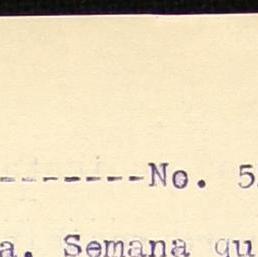 -------No. 5
a. Semana qu